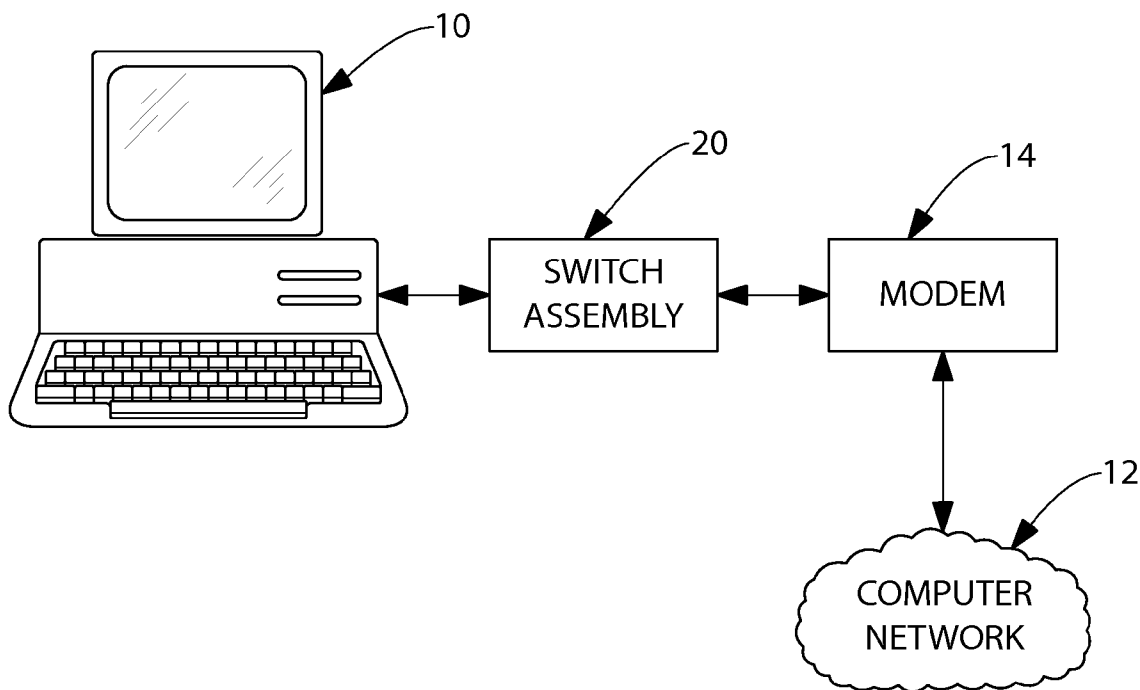 10
20
14
SWITCH
ASSEMBLY
MODEM
12
COMPUTER
NETWORK